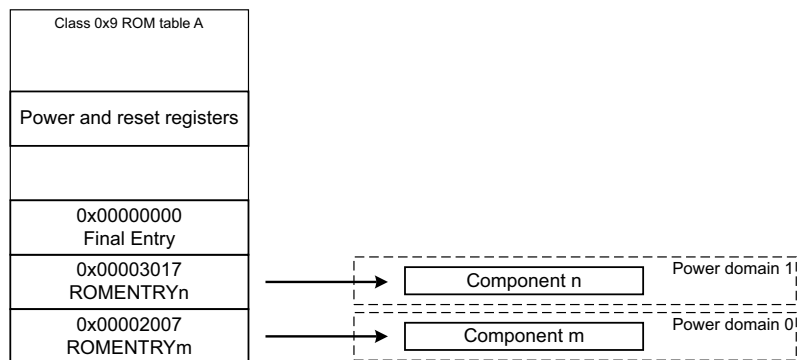 Class 0x9 ROM table A
Power and reset registers
0x00000000
Final Entry
0x00003017
ROMENTRYn
Component n
Power domain 1
0x00002007
ROMENTRYm
Component m
Power domain 0